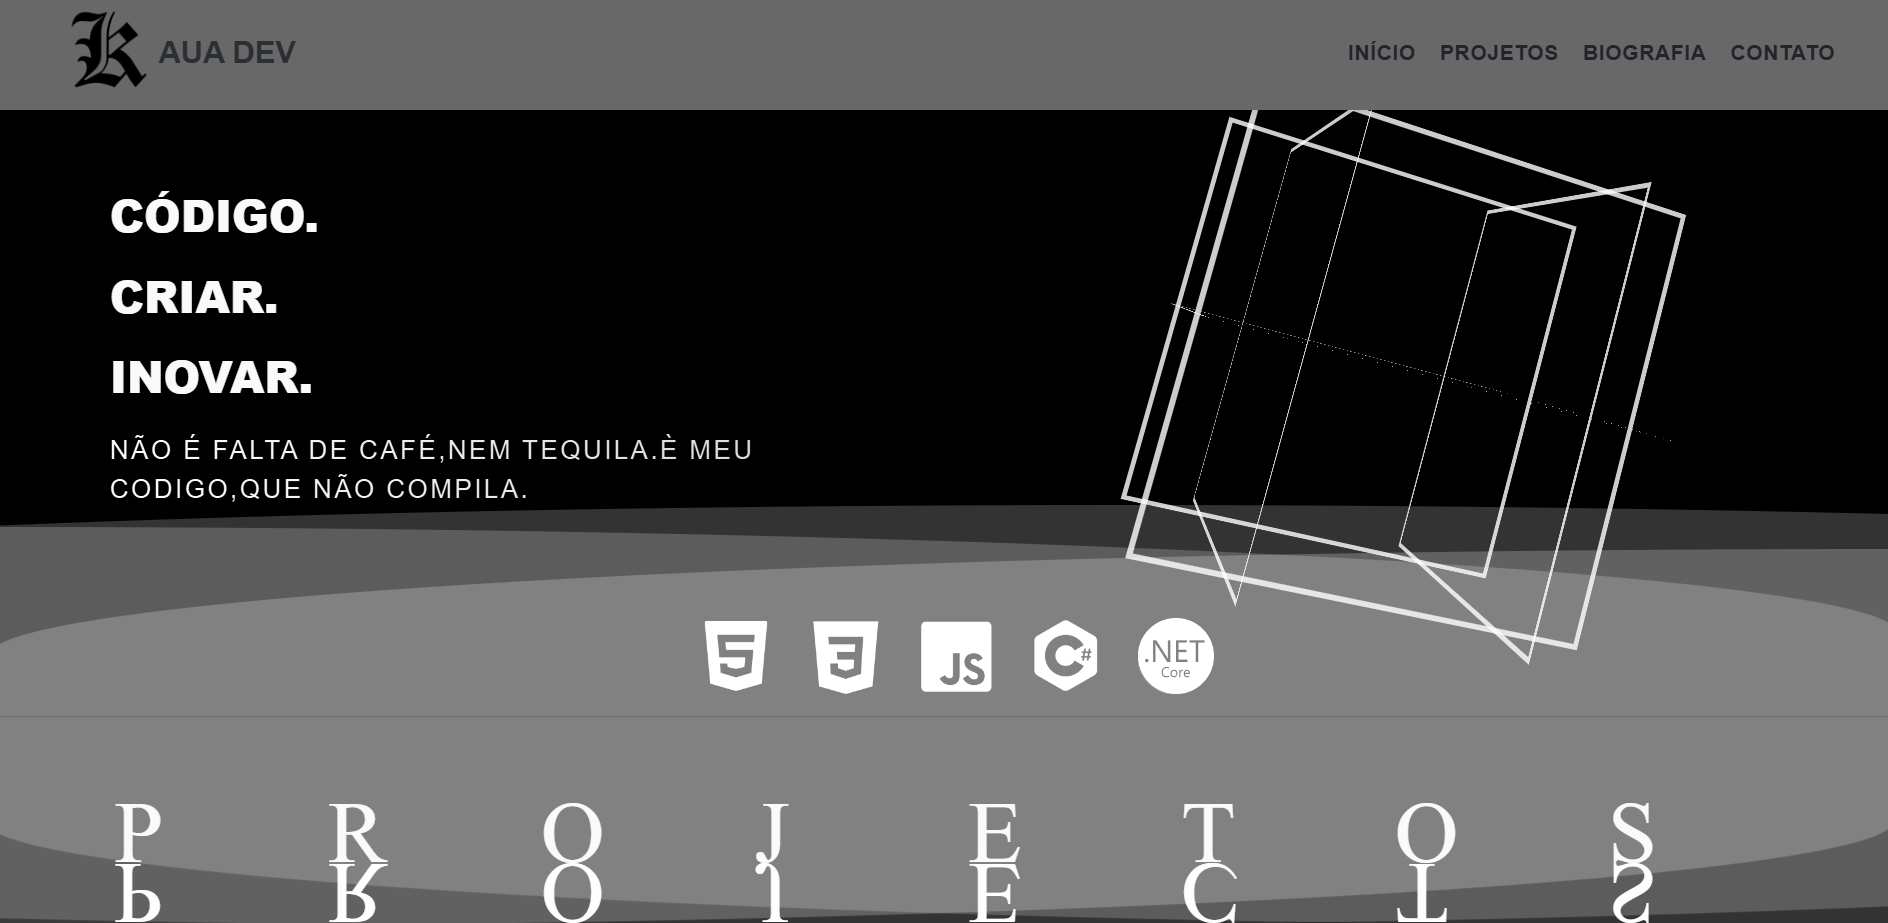 K AUA DEV
INÍCIO PROJETOS BIOGRAFIA CONTATO
CÓDIGO.
CRIAR.
INOVAR.
NÃO É FALTA DE CAFÉ,NEM TEQUILA.È MEU
CODIGO,QUE NÃO COMPILA.
5 3 JS C# .NET Core
P R O J E T O S